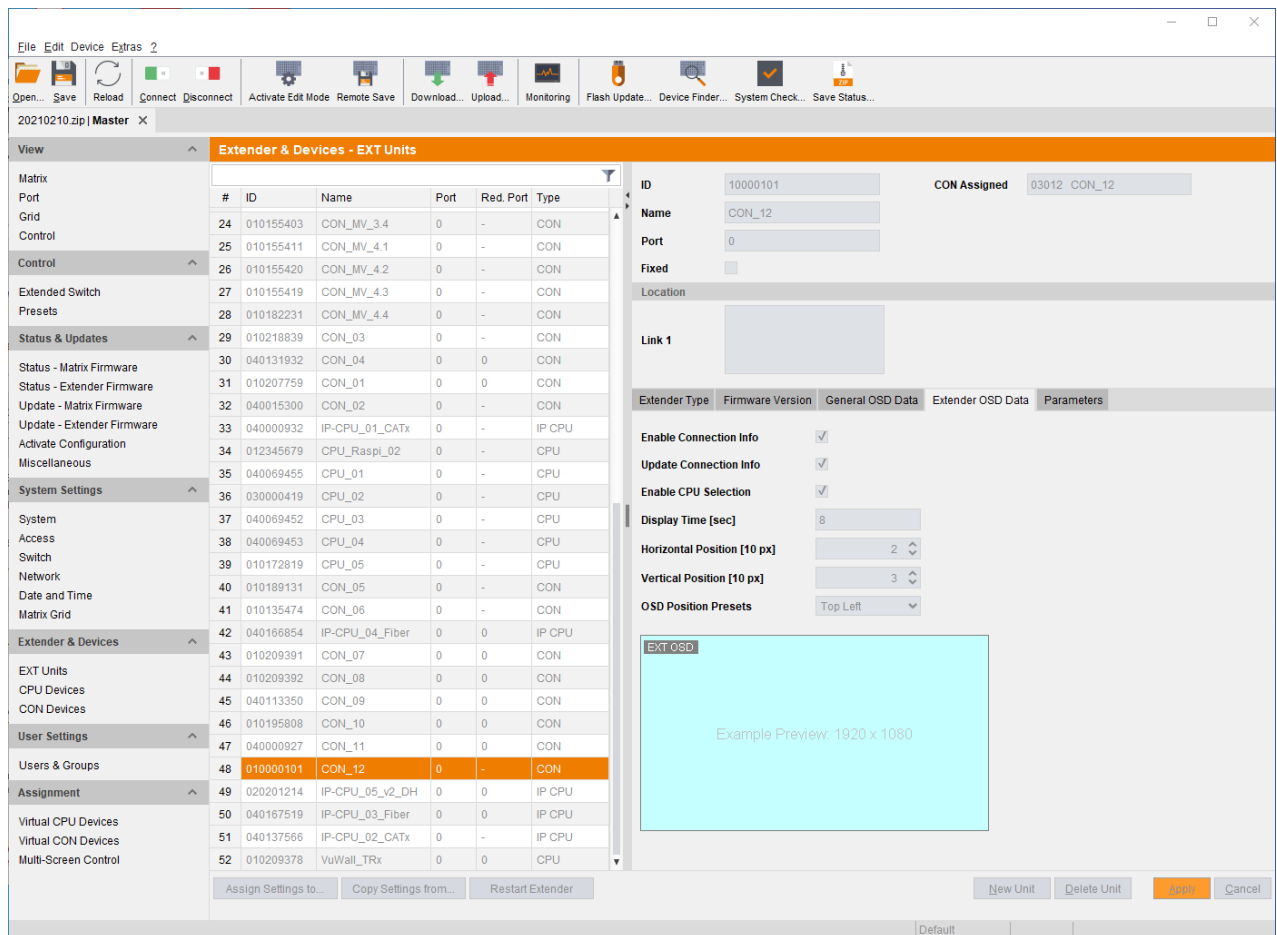 File Edit Device Extras ?
Open... Save Reload Connect Disconnect Activate Edit Mode Remote Save Download... Upload... Monitoring Flash Update... Device Finder... System Check... ZIP Save Status...
20210210.zip | Master
View
Matrix
Port
Grid
Control
Control
Extended Switch
Presets
Status & Updates
Status - Matrix Firmware
Status - Extender Firmware
Update - Matrix Firmware
Update - Extender Firmware
Activate Configuration
Miscellaneous
System Settings
System
Access
Switch
Network
Date and Time
Matrix Grid
Extender & Devices
EXT Units
CPU Devices
CON Devices
User Settings
Users & Groups
Assignment
Virtual CPU Devices
Virtual CON Devices
Multi-Screen Control
Extender & Devices - EXT Units
# ID Name Port Red. Port Type
24 010155403 CON_MV_3.4 0 - CON
25 010155411 CON_MV_4.1 0 - CON
26 010155420 CON_MV_4.2 0 - CON
27 010155419 CON_MV_4.3 0 - CON
28 010182231 CON_MV_4.4 0 - CON
29 010218839 CON_03 0 - CON
30 040131932 CON_04 0 0 CON
31 010207759 CON_01 0 0 CON
32 040015300 CON_02 0 - CON
33 040000932 IP-CPU_01_CATx 0 - IP CPU
34 012345679 CPU_Raspi_02 0 - CPU
35 040069455 CPU_01 0 - CPU
36 030000419 CPU_02 0 - CPU
37 040069452 CPU_03 0 - CPU
38 040069453 CPU_04 0 - CPU
39 010172819 CPU_05 0 - CPU
40 010189131 CON_05 0 - CON
41 010135474 CON_06 0 - CON
42 040166854 IP-CPU_04_Fiber 0 0 IP CPU
43 010209391 CON_07 0 0 CON
44 010209392 CON_08 0 0 CON
45 040113350 CON_09 0 0 CON
46 010195808 CON_10 0 0 CON
47 040000927 CON_11 0 0 CON
48 010000101 CON_12 0 - CON
49 020201214 IP-CPU_05_v2_DH 0 0 IP CPU
50 040167519 IP-CPU_03_Fiber 0 0 IP CPU
51 040137566 IP-CPU_02_CATx 0 - IP CPU
52 010209378 VuWall_TRx 0 0 CPU
ID 10000101 CON Assigned 03012 CON_12
Name CON_12
Port 0
Fixed
Location
Link 1
Extender Type Firmware Version General OSD Data Extender OSD Data Parameters
Enable Connection Info
Update Connection Info
Enable CPU Selection
Display Time [sec] 8
Horizontal Position [10 px] 2
Vertical Position [10 px] 3
OSD Position Presets Top Left
EXT OSD
Example Preview: 1920 x 1080
Assign Settings to... Copy Settings from... Restart Extender New Unit Delete Unit Apply Cancel
Default